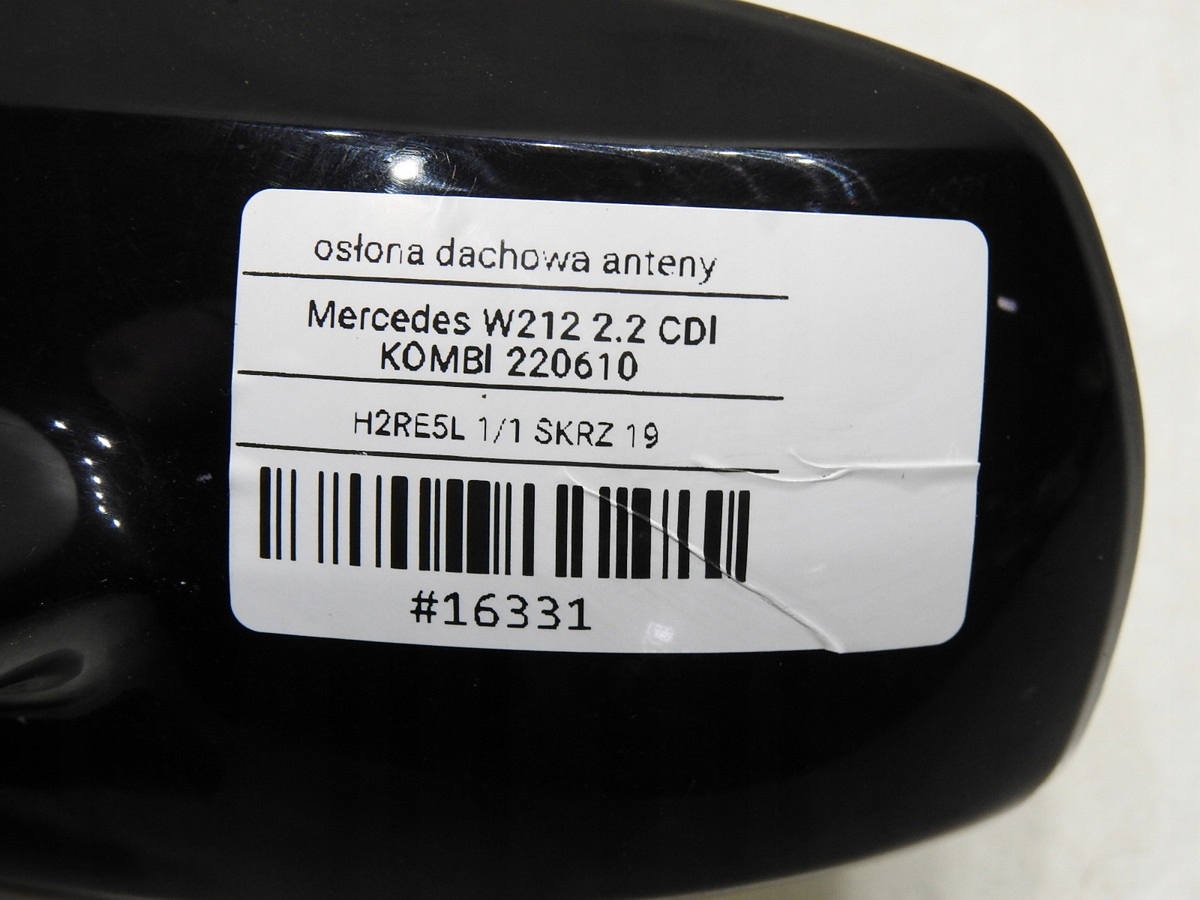 osłona dachowa anteny
Mercedes W212 2.2 CDI
KOMBI 220610
H2RE5L 1/1 SKRZ 19
#16331